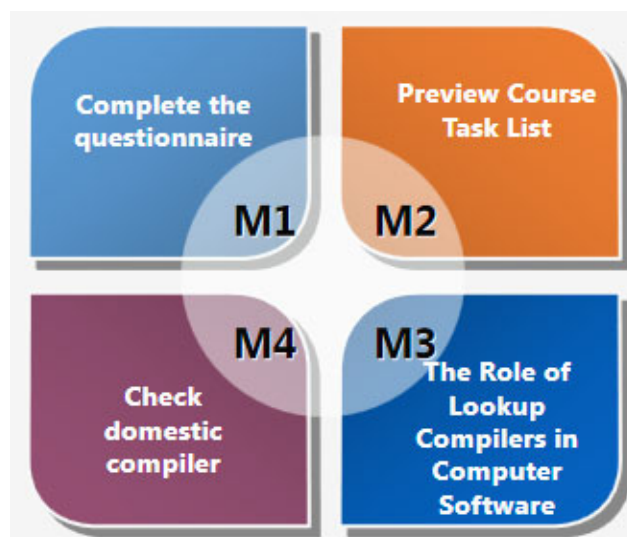 Complete the
questionnaire
M1
Preview Course
Task List
M2
M4
Check
domestic
compiler
M3
The Role of
Lookup
Compilers in
Computer
Software